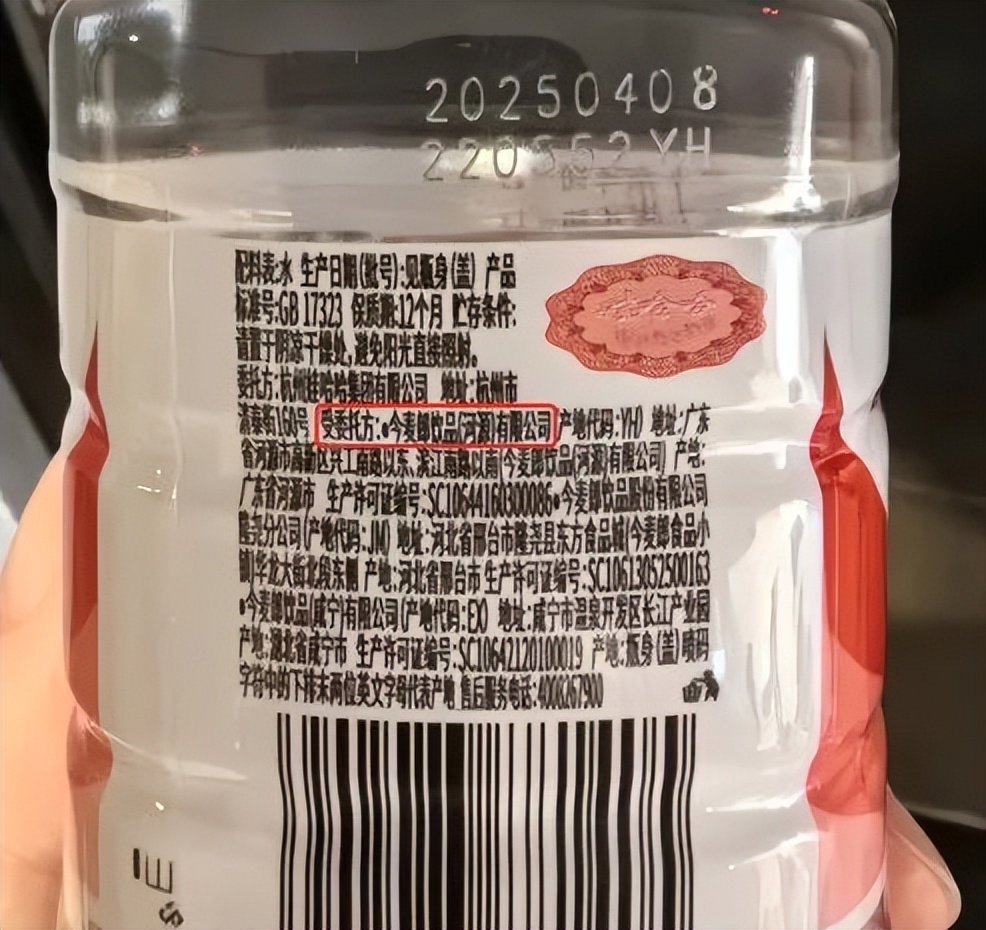 20250408
220352YH
配料表:水 生产日期(批号):见瓶身(盖) 产品
标准号:GB 17323 保质期:12个月 贮存条件:
请置于阴凉干燥处,避免阳光直接照射。
委托方:杭州娃哈哈集团有限公司 地址:杭州市
清泰街160号 受委托方:●今麦郎饮品(河源)有限公司(产地代码:YH) 地址:广东
省河源市高新区兴工南路以东、滨江南路以南(今麦郎饮品(河源)有限公司) 产地:
广东省河源市 生产许可证编号:SC10644160300086●今麦郎饮品股份有限公司
隆尧分公司(产地代码:JM) 地址:河北省邢台市隆尧县东方食品城(今麦郎食品小
镇)华龙大街北段东侧 产地:河北省邢台市 生产许可证编号:SC10613052500163
●今麦郎饮品(咸宁)有限公司(产地代码:EX) 地址:咸宁市温泉开发区长江产业园
产地:湖北省咸宁市 生产许可证编号:SC10642120100019 产地:瓶身(盖)喷码
字符中的下排末两位英文字母代表产地 售后服务电话:4008267900